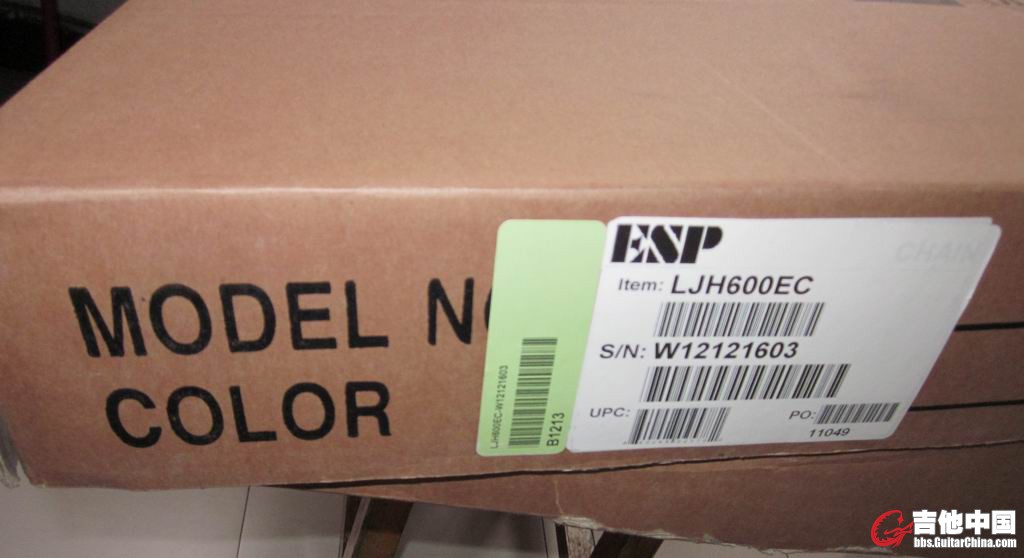 MODEL N
COLOR
LJH600EC-W12121603
B1213
ESP
CHAIN
Item: LJH600EC
S/N: W12121603
UPC:
PO:
11049
吉他中国
bbs.GuitarChina.com